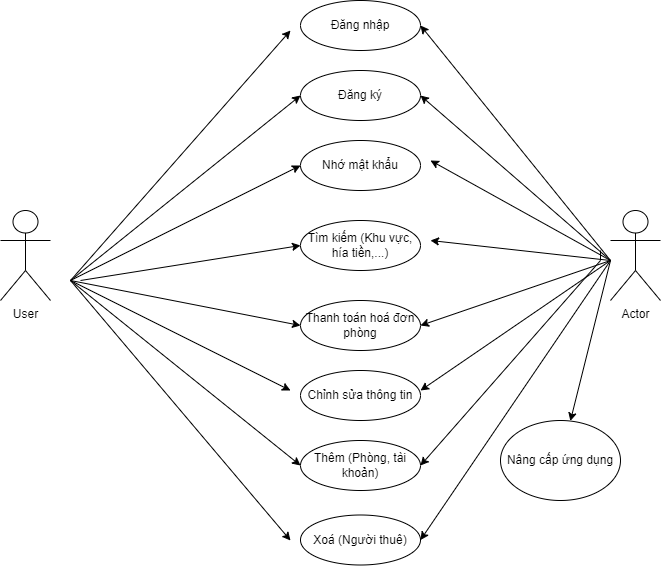 Đăng nhập
Đăng ký
Nhớ mật khẩu
Tìm kiếm (Khu vực,
hía tiền,...)
User
Actor
Thanh toán hoá đơn
phòng
Chỉnh sửa thông tin
Thêm (Phòng, tài
khoản)
Nâng cấp ứng dụng
Xoá (Người thuê)